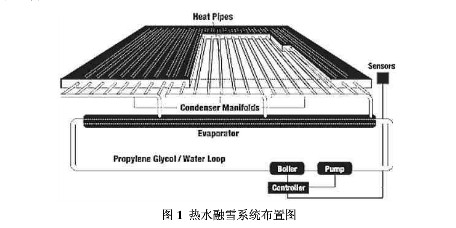 Heat Pipes
Sensors
Condenser Manifolds
Evaporator
Propylene Glycol / Water Loop
Boiler
Pump
Controller
图 1 热水融雪系统布置图